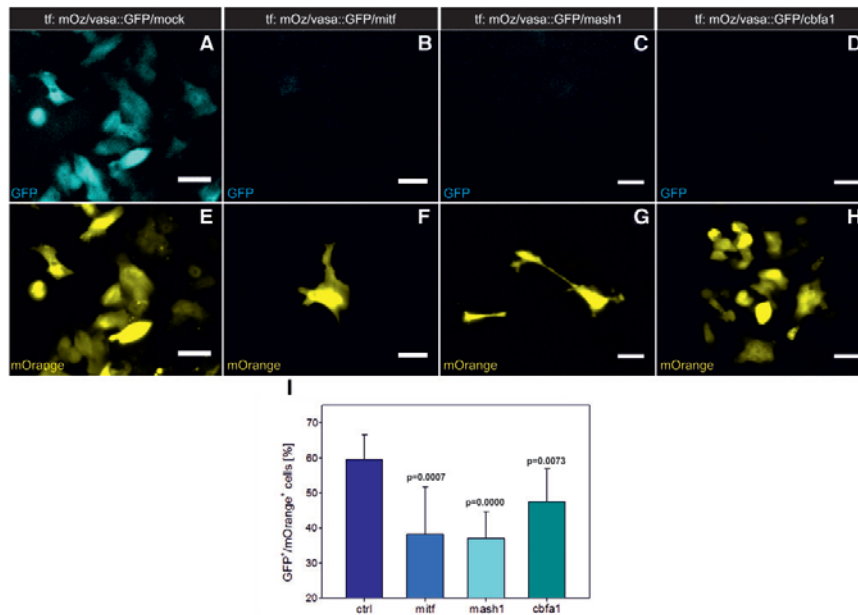 tf: mOz/vasa::GFP/mock
tf: mOz/vasa::GFP/mitf
tf: mOz/vasa::GFP/mash1
tf: mOz/vasa::GFP/cbfa1
A
B
C
D
GFP
GFP
GFP
GFP
E
F
G
H
mOrange
mOrange
mOrange
mOrange
I
GFP⁺/mOrange⁺ cells [%]
70
60
50
40
30
20
p=0.0007
p=0.0000
p=0.0073
ctrl
mitf
mash1
cbfa1